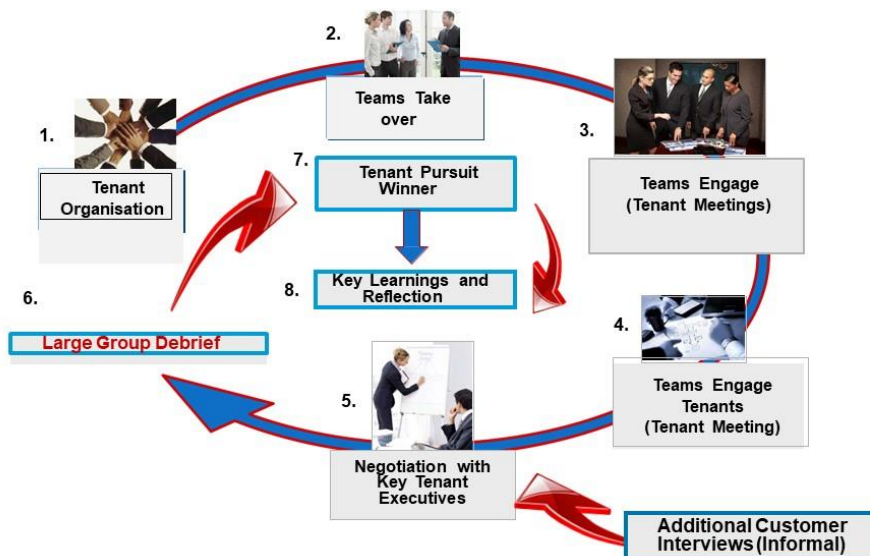 1.
Tenant
Organisation
2.
Teams Take
over
3.
Teams Engage
(Tenant Meetings)
4.
Teams Engage
Tenants
(Tenant Meeting)
5.
Negotiation with
Key Tenant
Executives
Additional Customer
Interviews (Informal)
6.
Large Group Debrief
7.
Tenant Pursuit
Winner
8.
Key Learnings and
Reflection